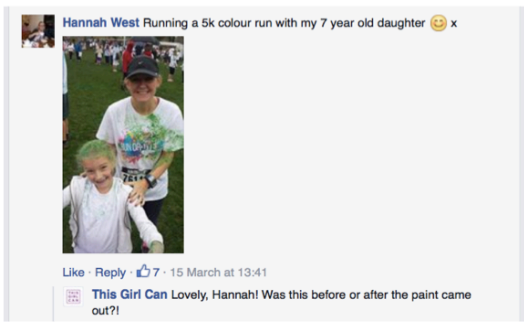 Hannah West Running a 5k colour run with my 7 year old daughter 😊 x
Like · Reply · 👍 7 · 15 March at 13:41
This Girl Can Lovely, Hannah! Was this before or after the paint came
out?!